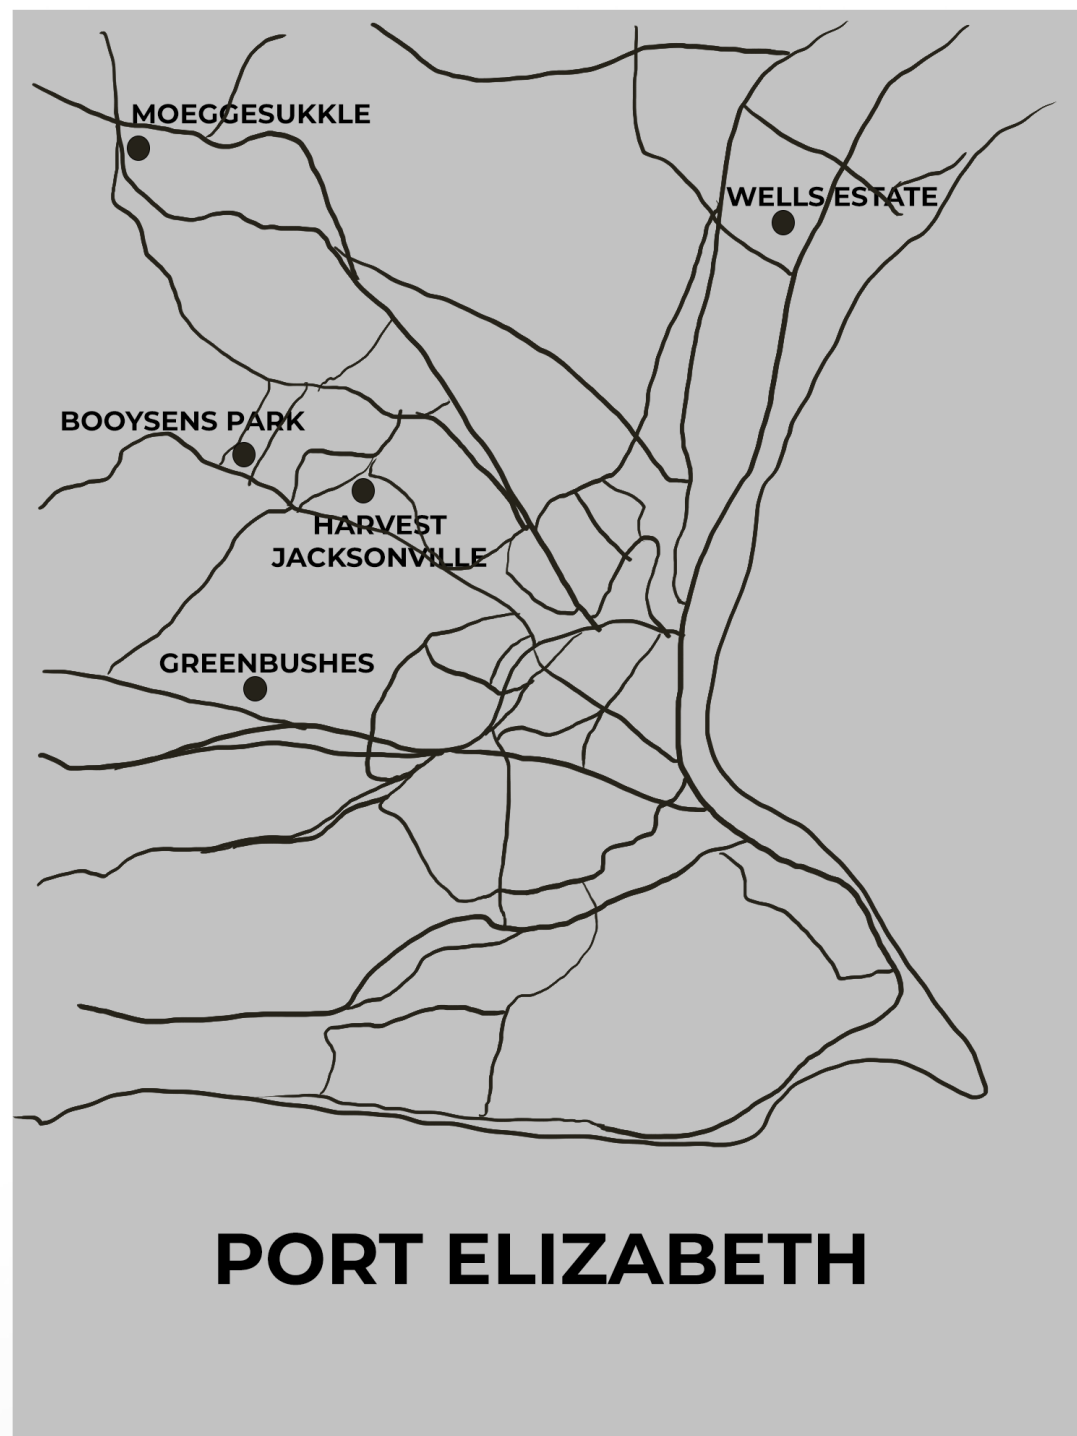 MOEGGESUKKLE
WELLS ESTATE
BOOYSENS PARK
HARVEST
JACKSONVILLE
GREENBUSHES
PORT ELIZABETH